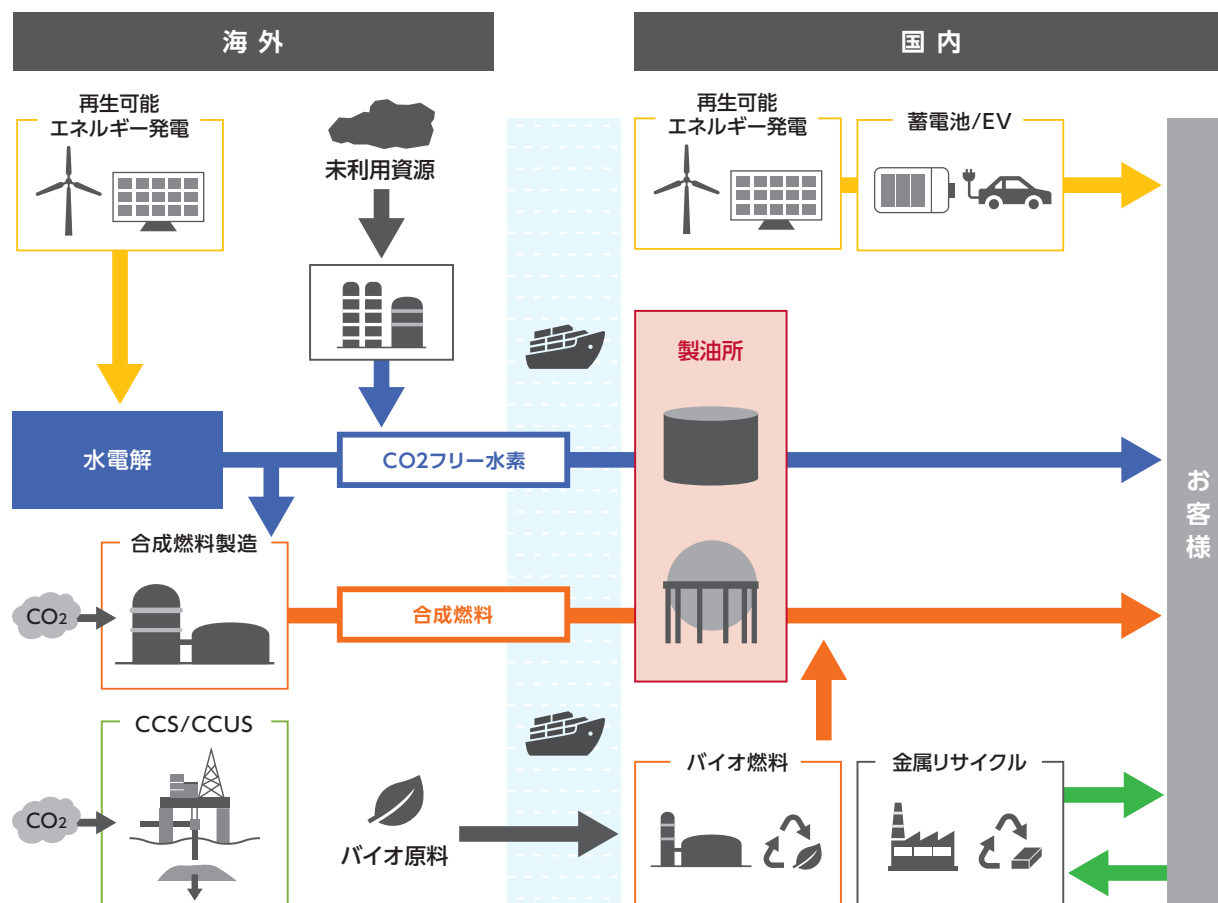 海外
国内
再生可能
エネルギー発電
未利用資源
再生可能
エネルギー発電
蓄電池/EV
製油所
水電解
CO2フリー水素
お客様
合成燃料製造
CO2
合成燃料
CCS/CCUS
CO2
バイオ原料
バイオ燃料
金属リサイクル